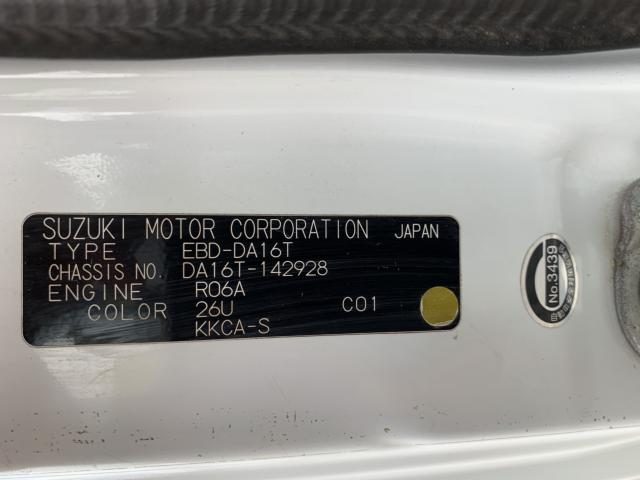 SUZUKI MOTOR CORPORATION JAPAN
TYPE EBD-DA16T
CHASSIS NO. DA16T-142928
ENGINE R06A
COLOR 26U C01
KKCA-S
No.3439